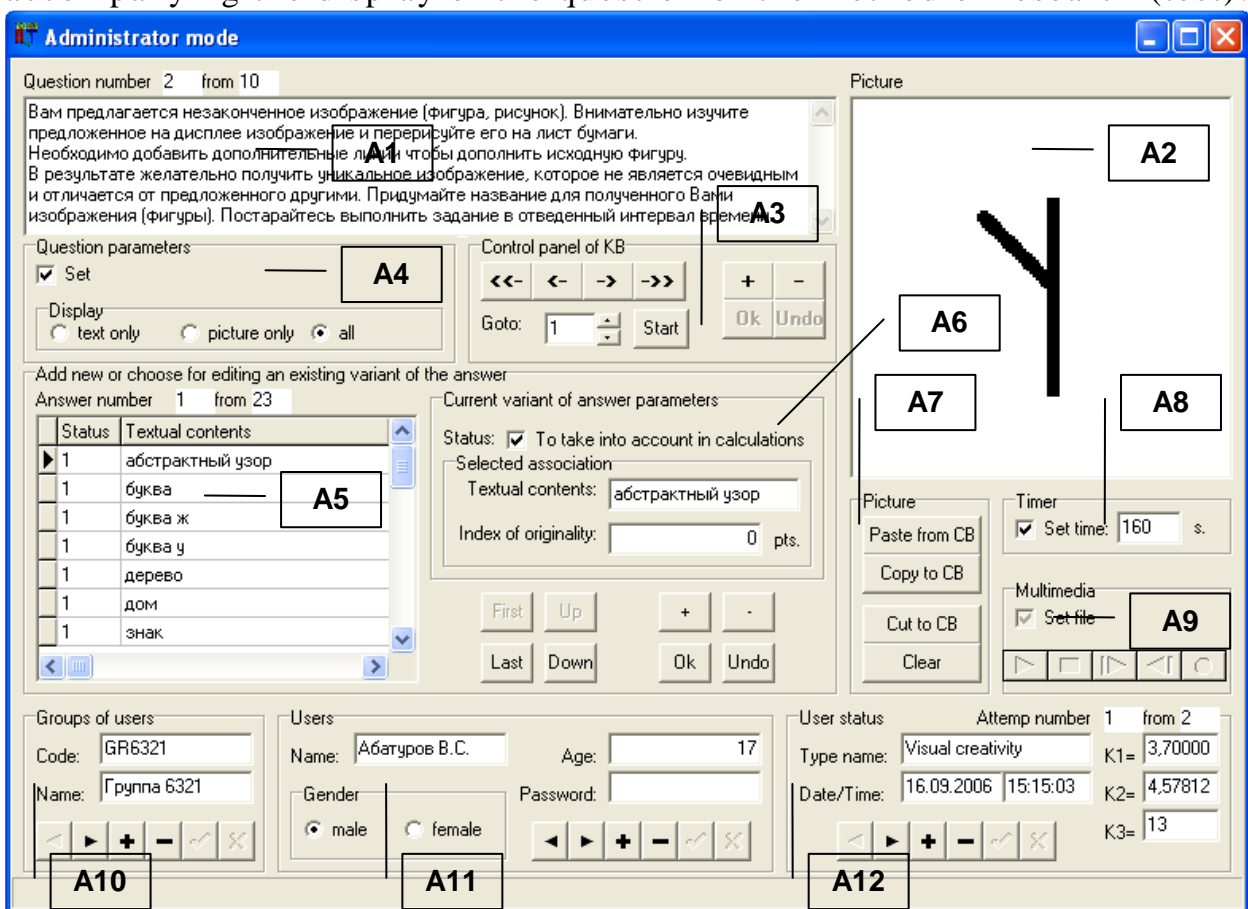 Administrator mode
Question number 2 from 10
Вам предлагается незаконченное изображение (фигура, рисунок). Внимательно изучите
предложенное на дисплее изображение и перерисуйте его на лист бумаги.
Необходимо добавить дополнительные линии чтобы дополнить исходную фигуру.
В результате желательно получить уникальное изображение, которое не является очевидным
и отличается от предложенного другими. Придумайте название для полученного Вами
изображения (фигуры). Постарайтесь выполнить задание в отведенный интервал времени
A1
A3
Picture
A2
Question parameters
Set
A4
Display
text only picture only all
Control panel of KB
<<- <- -> ->> + -
Goto: 1 Start Ok Undo
A6
A7
A8
Add new or choose for editing an existing variant of the answer
Answer number 1 from 23
Status Textual contents
1 абстрактный узор
1 буква
1 буква ж
1 буква у
1 дерево
1 дом
1 знак
A5
Current variant of answer parameters
Status: To take into account in calculations
Selected association
Textual contents: абстрактный узор
Index of originality: 0 pts.
First Up + -
Last Down Ok Undo
Picture
Paste from CB
Copy to CB
Cut to CB
Clear
Timer
Set time: 160 s.
Multimedia
Set file
A9
Groups of users
Code: GR6321
Name: Группа 6321
A10
Users
Name: Абатуров В.С. Age: 17
Gender Password:
male female
A11
User status Attemp number 1 from 2
Type name: Visual creativity K1= 3,70000
Date/Time: 16.09.2006 15:15:03 K2= 4,57812
K3= 13
A12